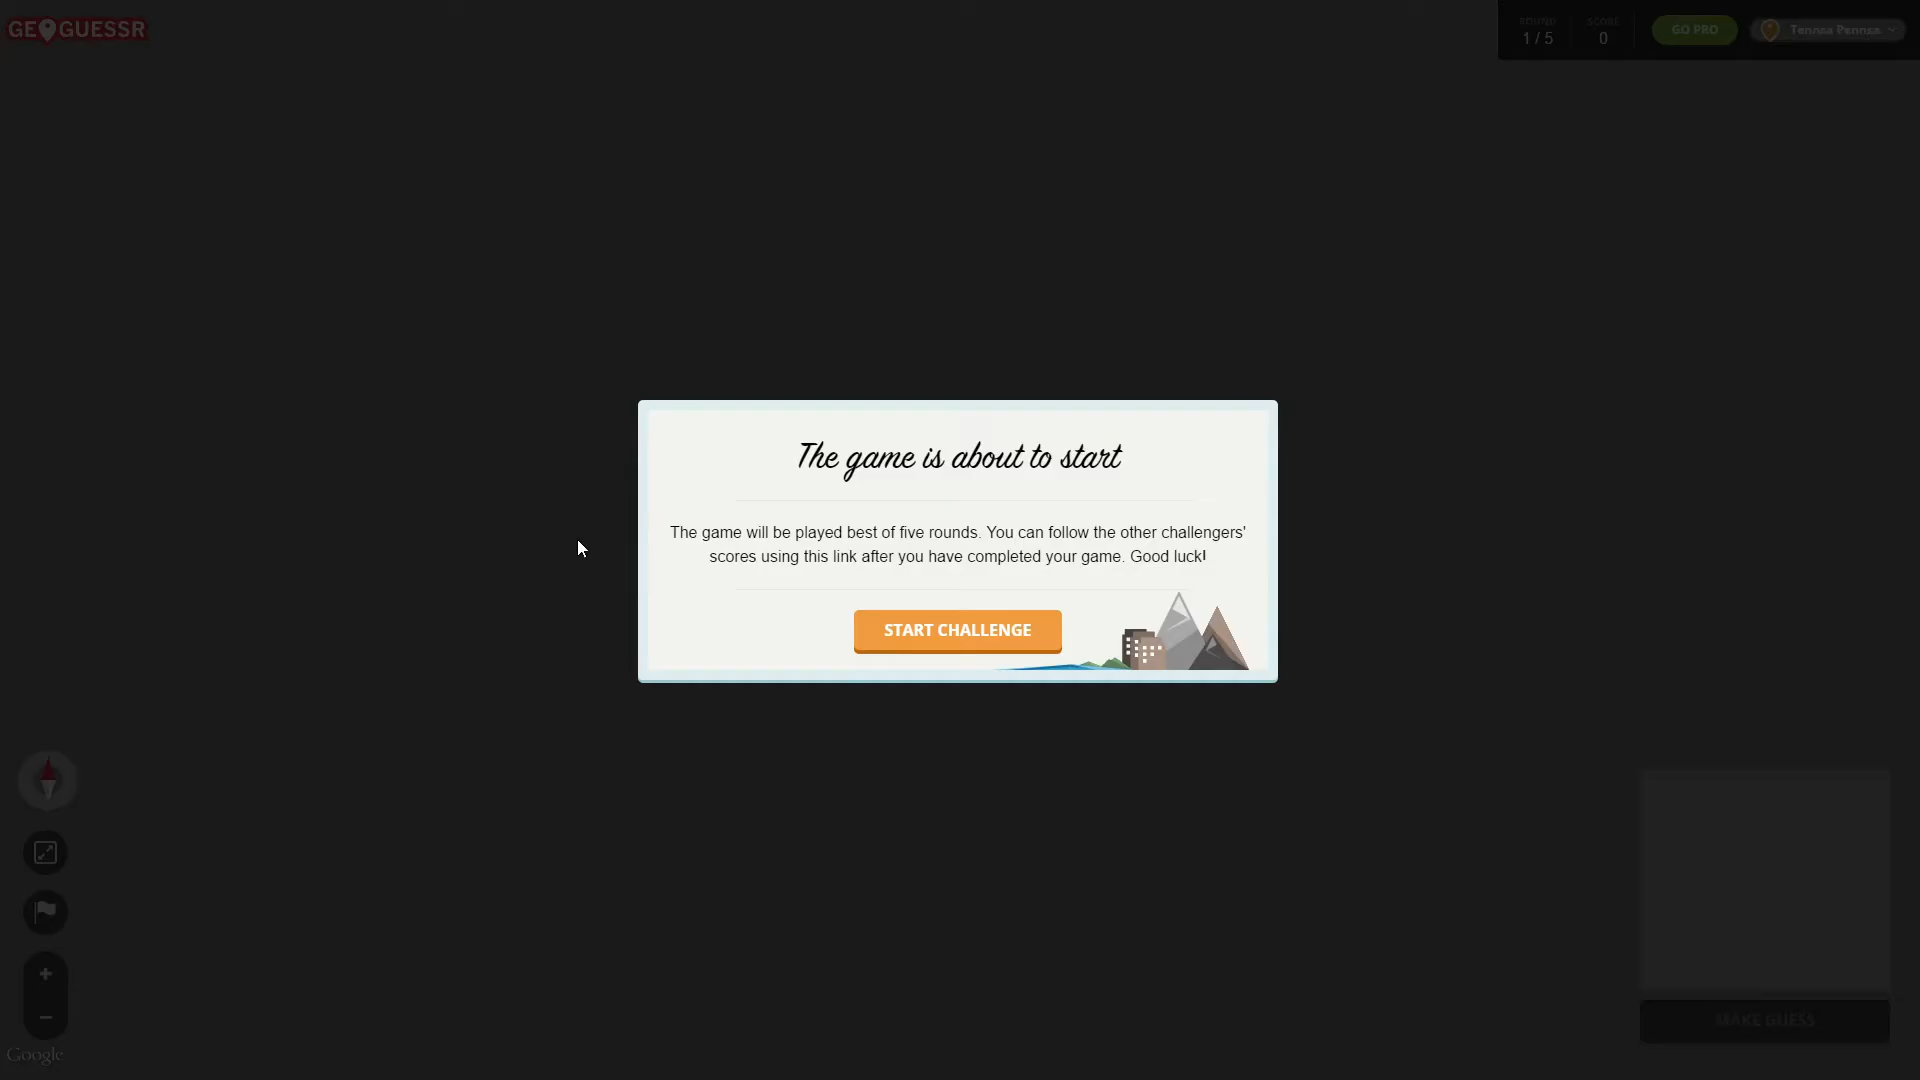 GEOGUESSR
ROUND
1 / 5
SCORE
0
GO PRO
Tennsa Pennsa
The game is about to start
The game will be played best of five rounds. You can follow the other challengers'
scores using this link after you have completed your game. Good luck!
START CHALLENGE
MAKE GUESS
Google